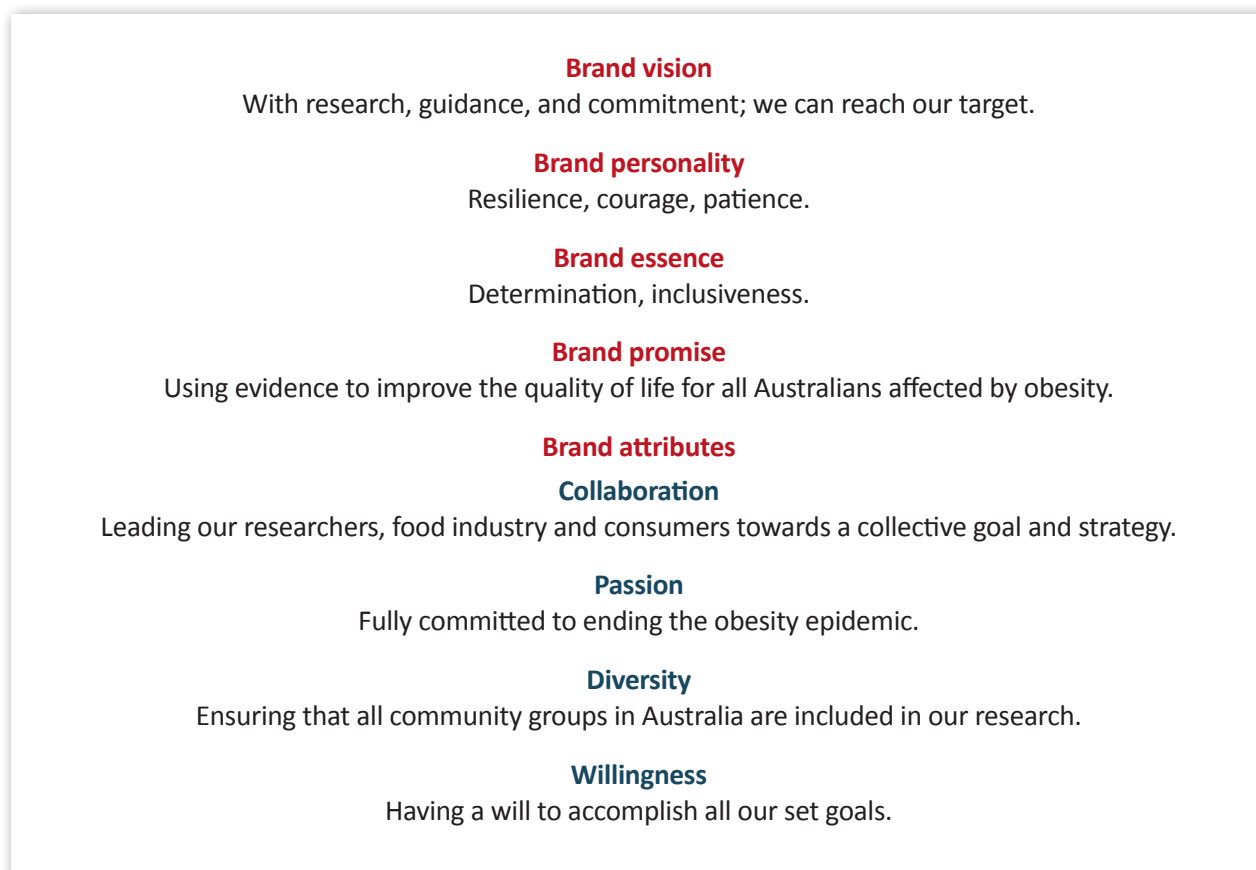 Brand vision
With research, guidance, and commitment; we can reach our target.
Brand personality
Resilience, courage, patience.
Brand essence
Determination, inclusiveness.
Brand promise
Using evidence to improve the quality of life for all Australians affected by obesity.
Brand attributes
Collaboration
Leading our researchers, food industry and consumers towards a collective goal and strategy.
Passion
Fully committed to ending the obesity epidemic.
Diversity
Ensuring that all community groups in Australia are included in our research.
Willingness
Having a will to accomplish all our set goals.